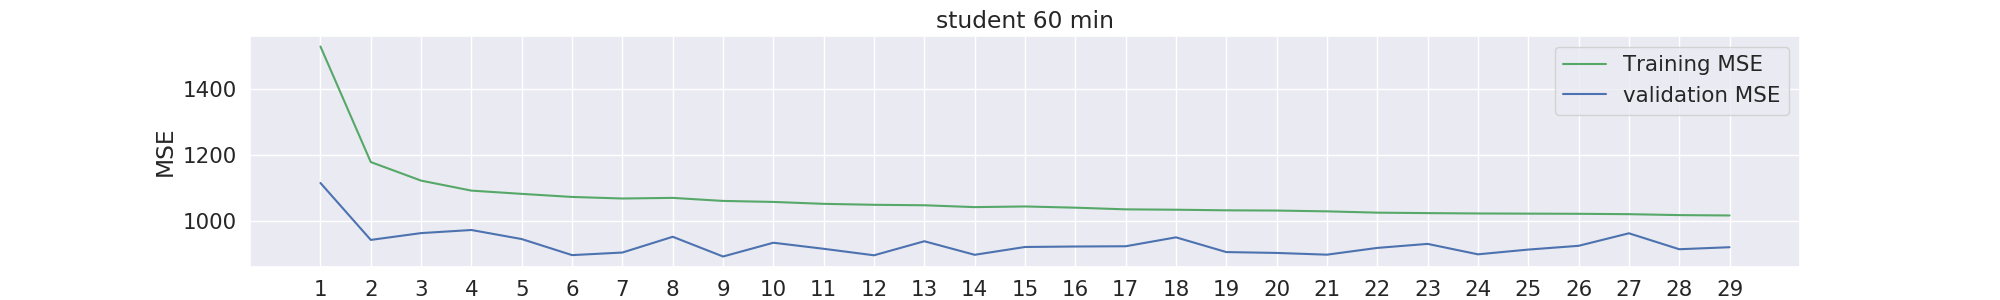 student 60 min
MSE
1400
1200
1000
Training MSE
validation MSE
1 2 3 4 5 6 7 8 9 10 11 12 13 14 15 16 17 18 19 20 21 22 23 24 25 26 27 28 29